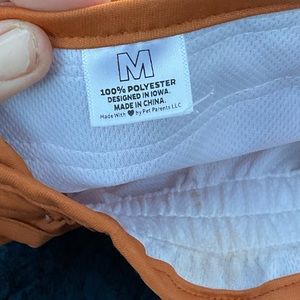 M
100% POLYESTER
DESIGNED IN IOWA.
MADE IN CHINA.
Made With ♥ by Pet Parents LLC